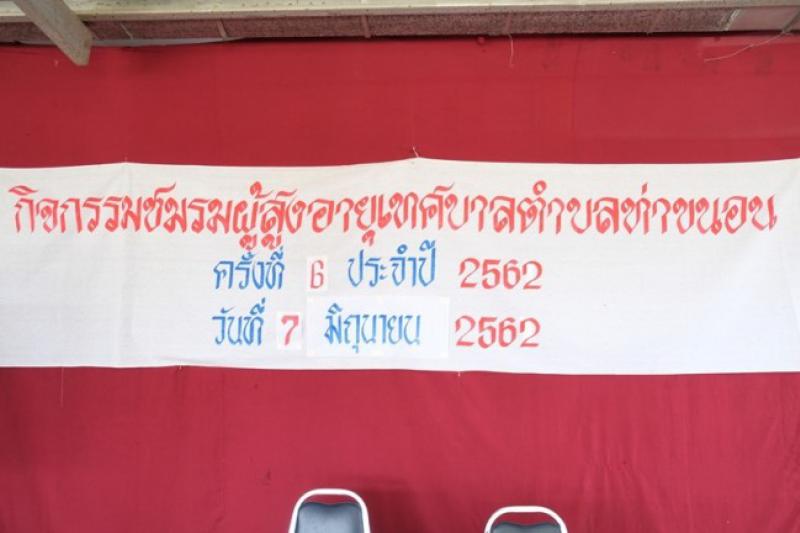 กิจกรรมชมรมผู้สูงอายุเทศบาลตำบลท่าขนอน
ครั้งที่ 6 ประจำปี 2562
วันที่ 7 มิถุนายน 2562